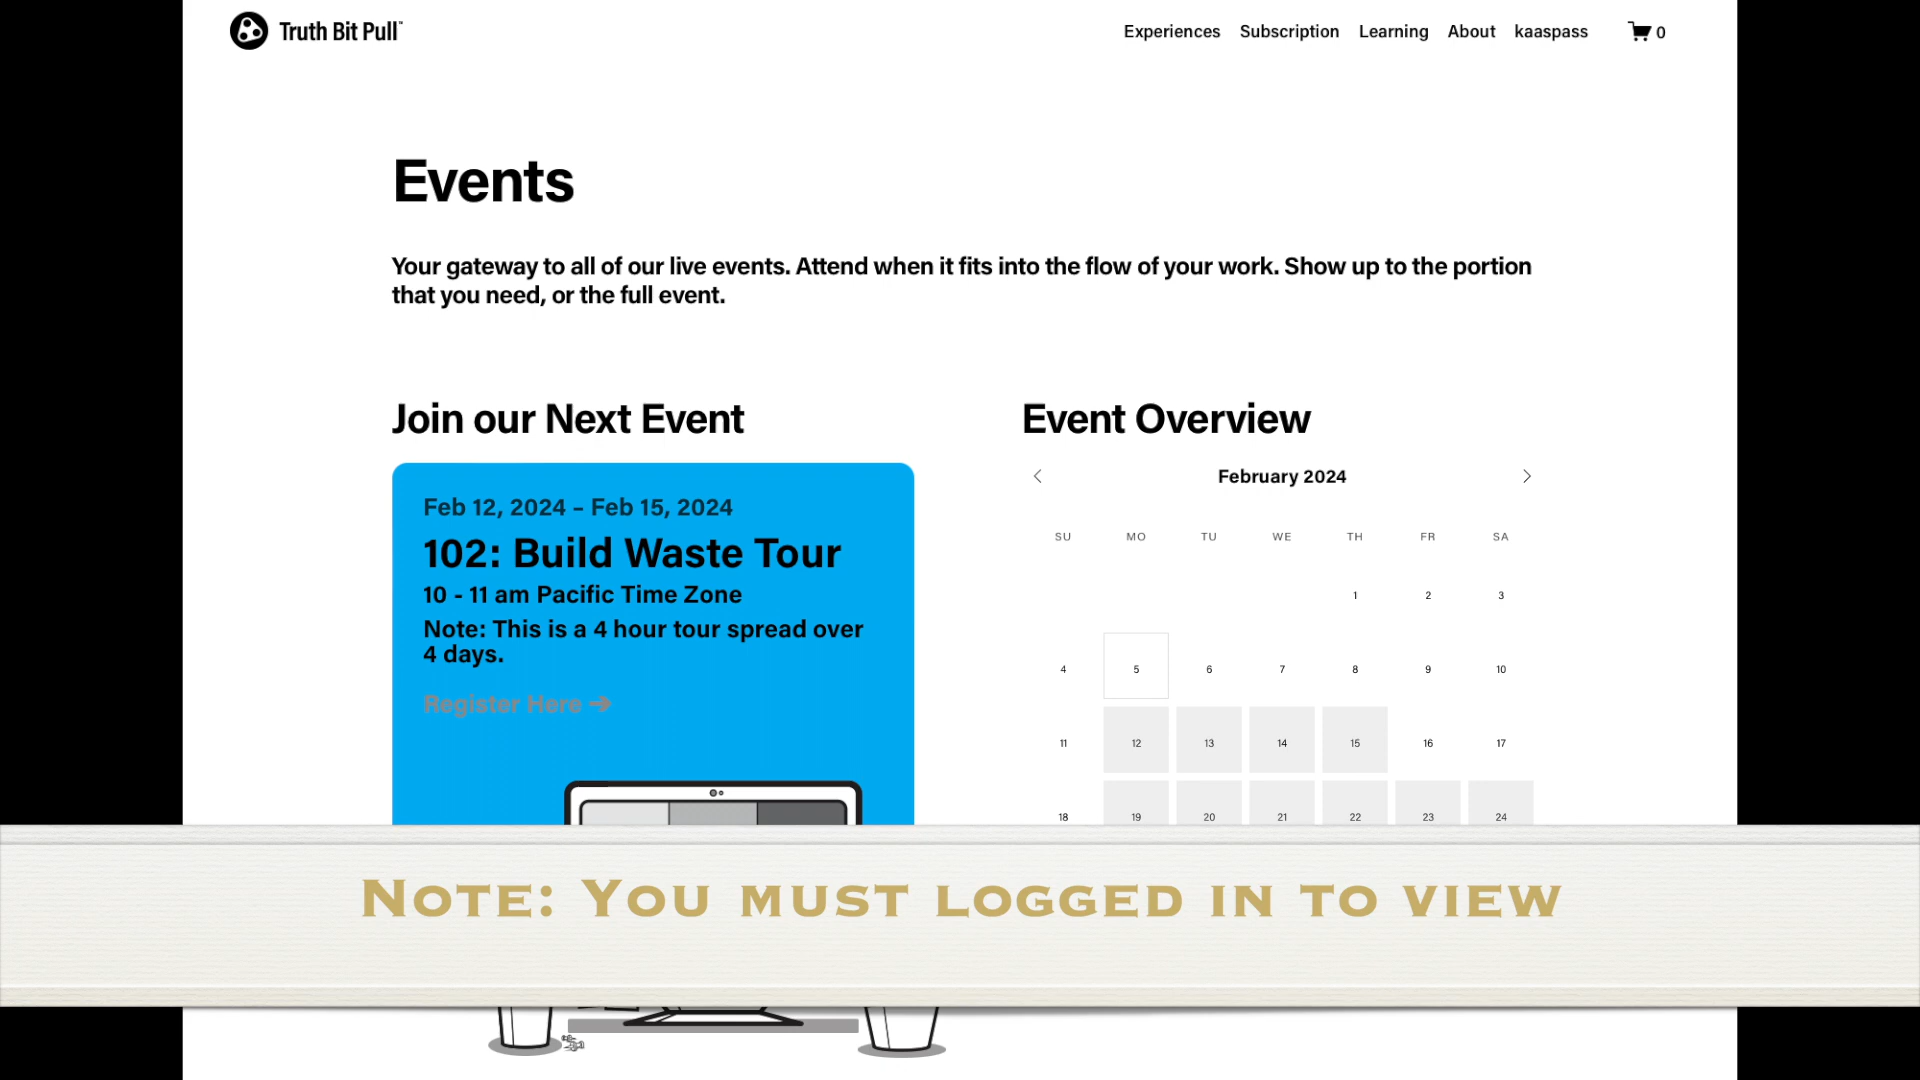 Truth Bit Pull™
Experiences Subscription Learning About kaaspass 0
Events
Your gateway to all of our live events. Attend when it fits into the flow of your work. Show up to the portion
that you need, or the full event.
Join our Next Event
Feb 12, 2024 – Feb 15, 2024
102: Build Waste Tour
10 - 11 am Pacific Time Zone
Note: This is a 4 hour tour spread over
4 days.
Register Here →
Event Overview
February 2024
SU MO TU WE TH FR SA
1 2 3
4 5 6 7 8 9 10
11 12 13 14 15 16 17
18 19 20 21 22 23 24
Note: You must logged in to view